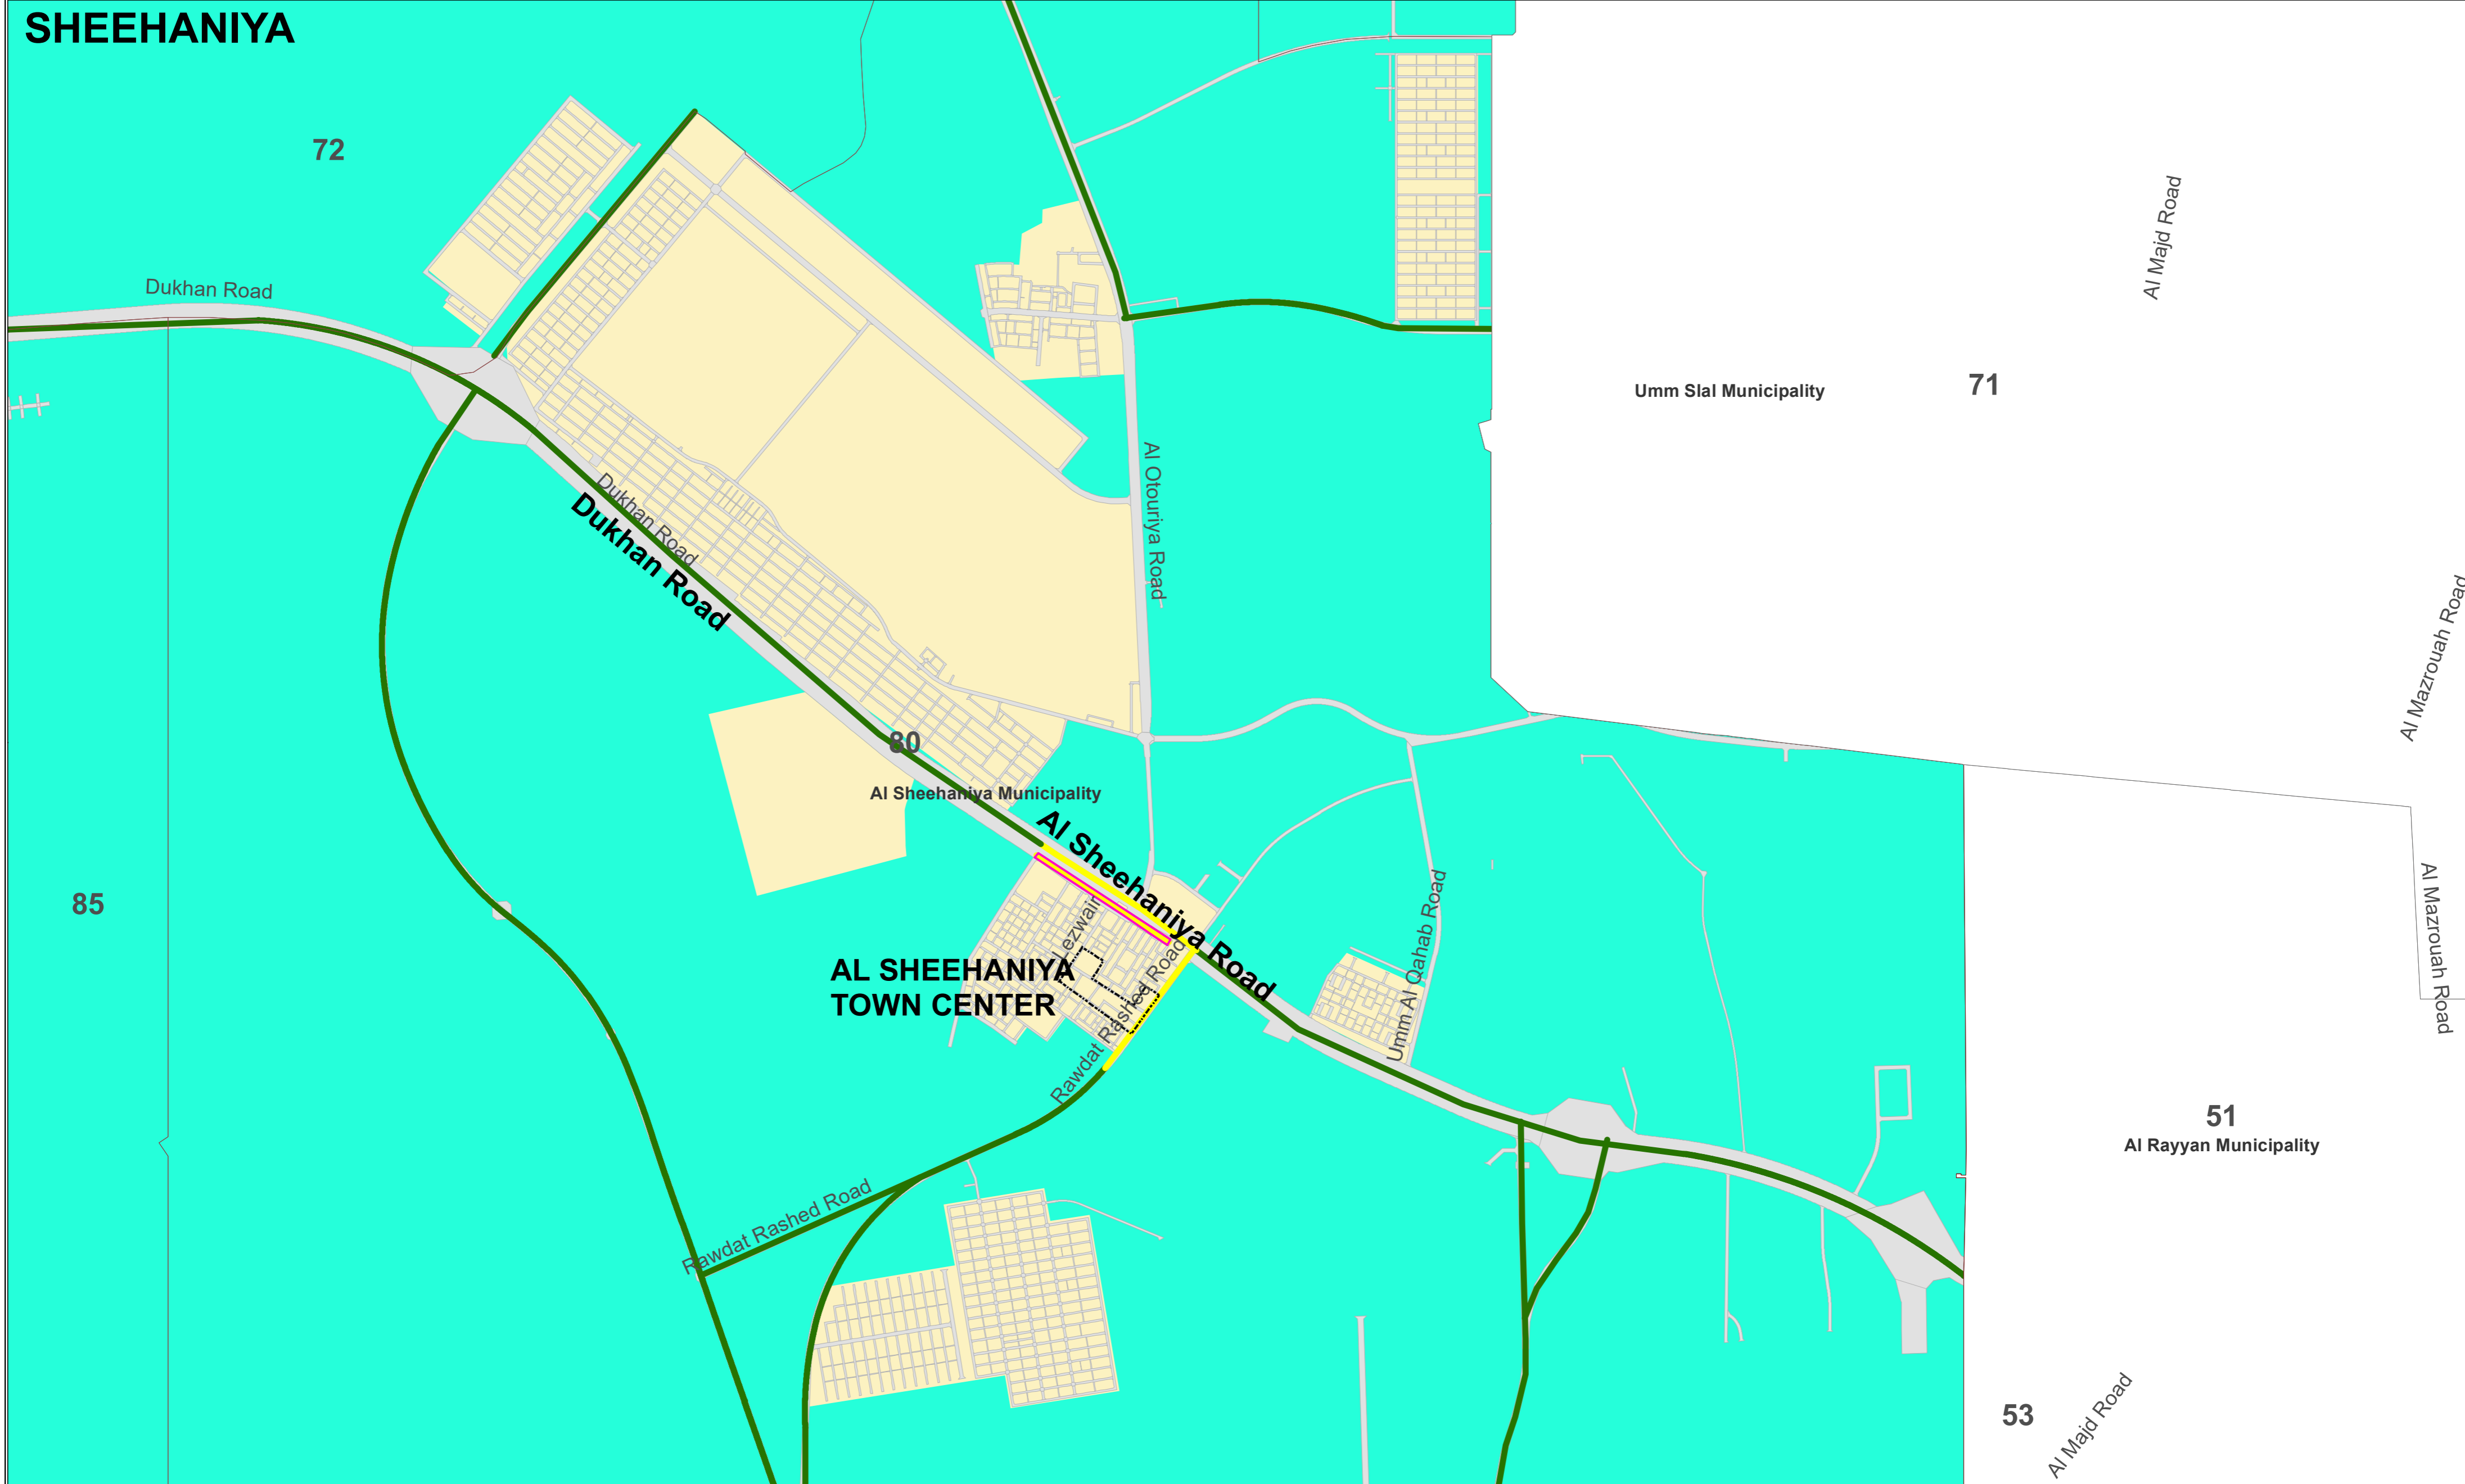 SHEEHANIYA
72
Al Majd Road
Dukhan Road
Umm Slal Municipality
71
Al Otouriya Road
Dukhan Road
Dukhan Road
Al Mazrouah Road
80
Al Sheehaniya Municipality
Al Sheehaniya Road
85
Lezwair
Umm Al Qahab Road
Al Mazrouah Road
AL SHEEHANIYA
TOWN CENTER
Rawdat Rashed Road
51
Al Rayyan Municipality
Rawdat Rashed Road
53
Al Majd Road